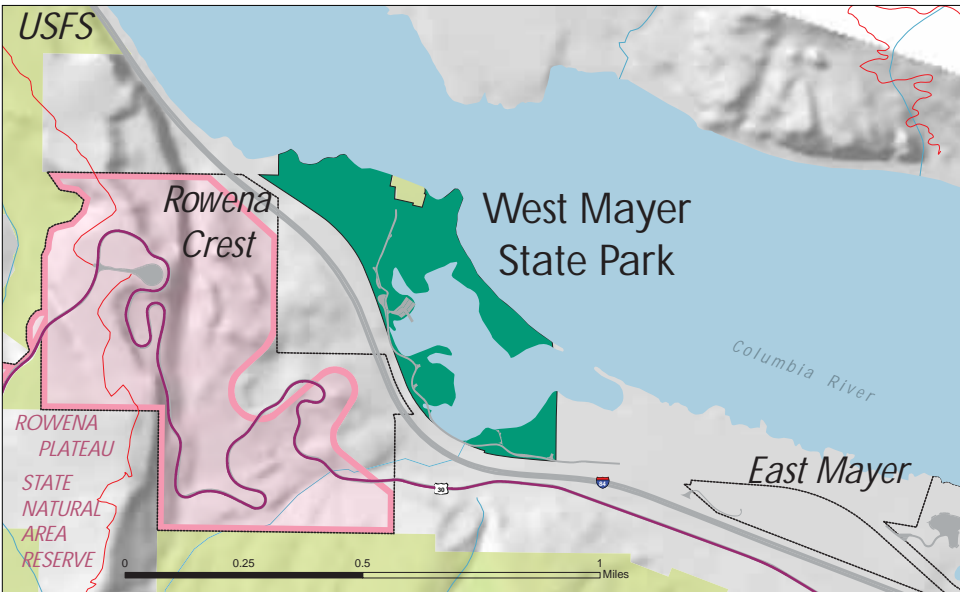 USFS
Rowena
Crest
West Mayer
State Park
Columbia River
ROWENA
PLATEAU
STATE
NATURAL
AREA
RESERVE
30
84
East Mayer
0 0.25 0.5 1
Miles